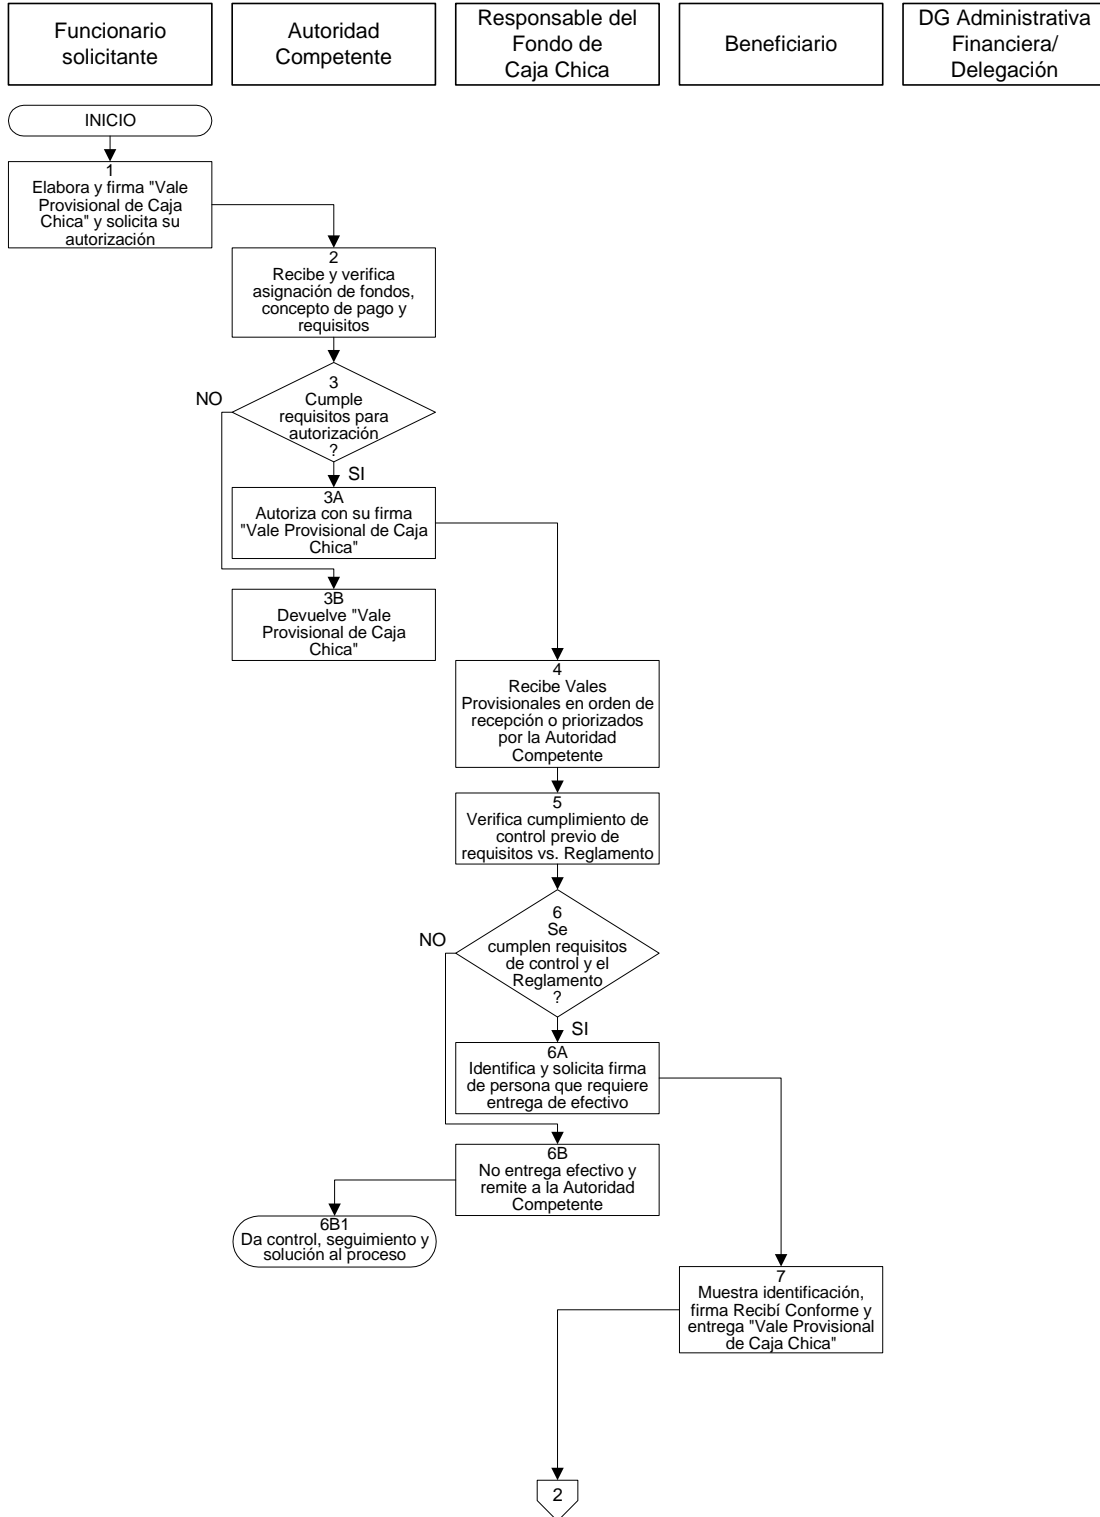 Funcionario
solicitante
Autoridad
Competente
Responsable del
Fondo de
Caja Chica
Beneficiario
DG Administrativa
Financiera/
Delegación
INICIO
1
Elabora y firma "Vale
Provisional de Caja
Chica" y solicita su
autorización
2
Recibe y verifica
asignación de fondos,
concepto de pago y
requisitos
3
Cumple
requisitos para
autorización
?
NO
SI
3A
Autoriza con su firma
"Vale Provisional de Caja
Chica"
3B
Devuelve "Vale
Provisional de Caja
Chica"
4
Recibe Vales
Provisionales en orden de
recepción o priorizados
por la Autoridad
Competente
5
Verifica cumplimiento de
control previo de
requisitos vs. Reglamento
6
Se
cumplen requisitos
de control y el
Reglamento
?
NO
SI
6A
Identifica y solicita firma
de persona que requiere
entrega de efectivo
6B
No entrega efectivo y
remite a la Autoridad
Competente
6B1
Da control, seguimiento y
solución al proceso
7
Muestra identificación,
firma Recibí Conforme y
entrega "Vale Provisional
de Caja Chica"
2